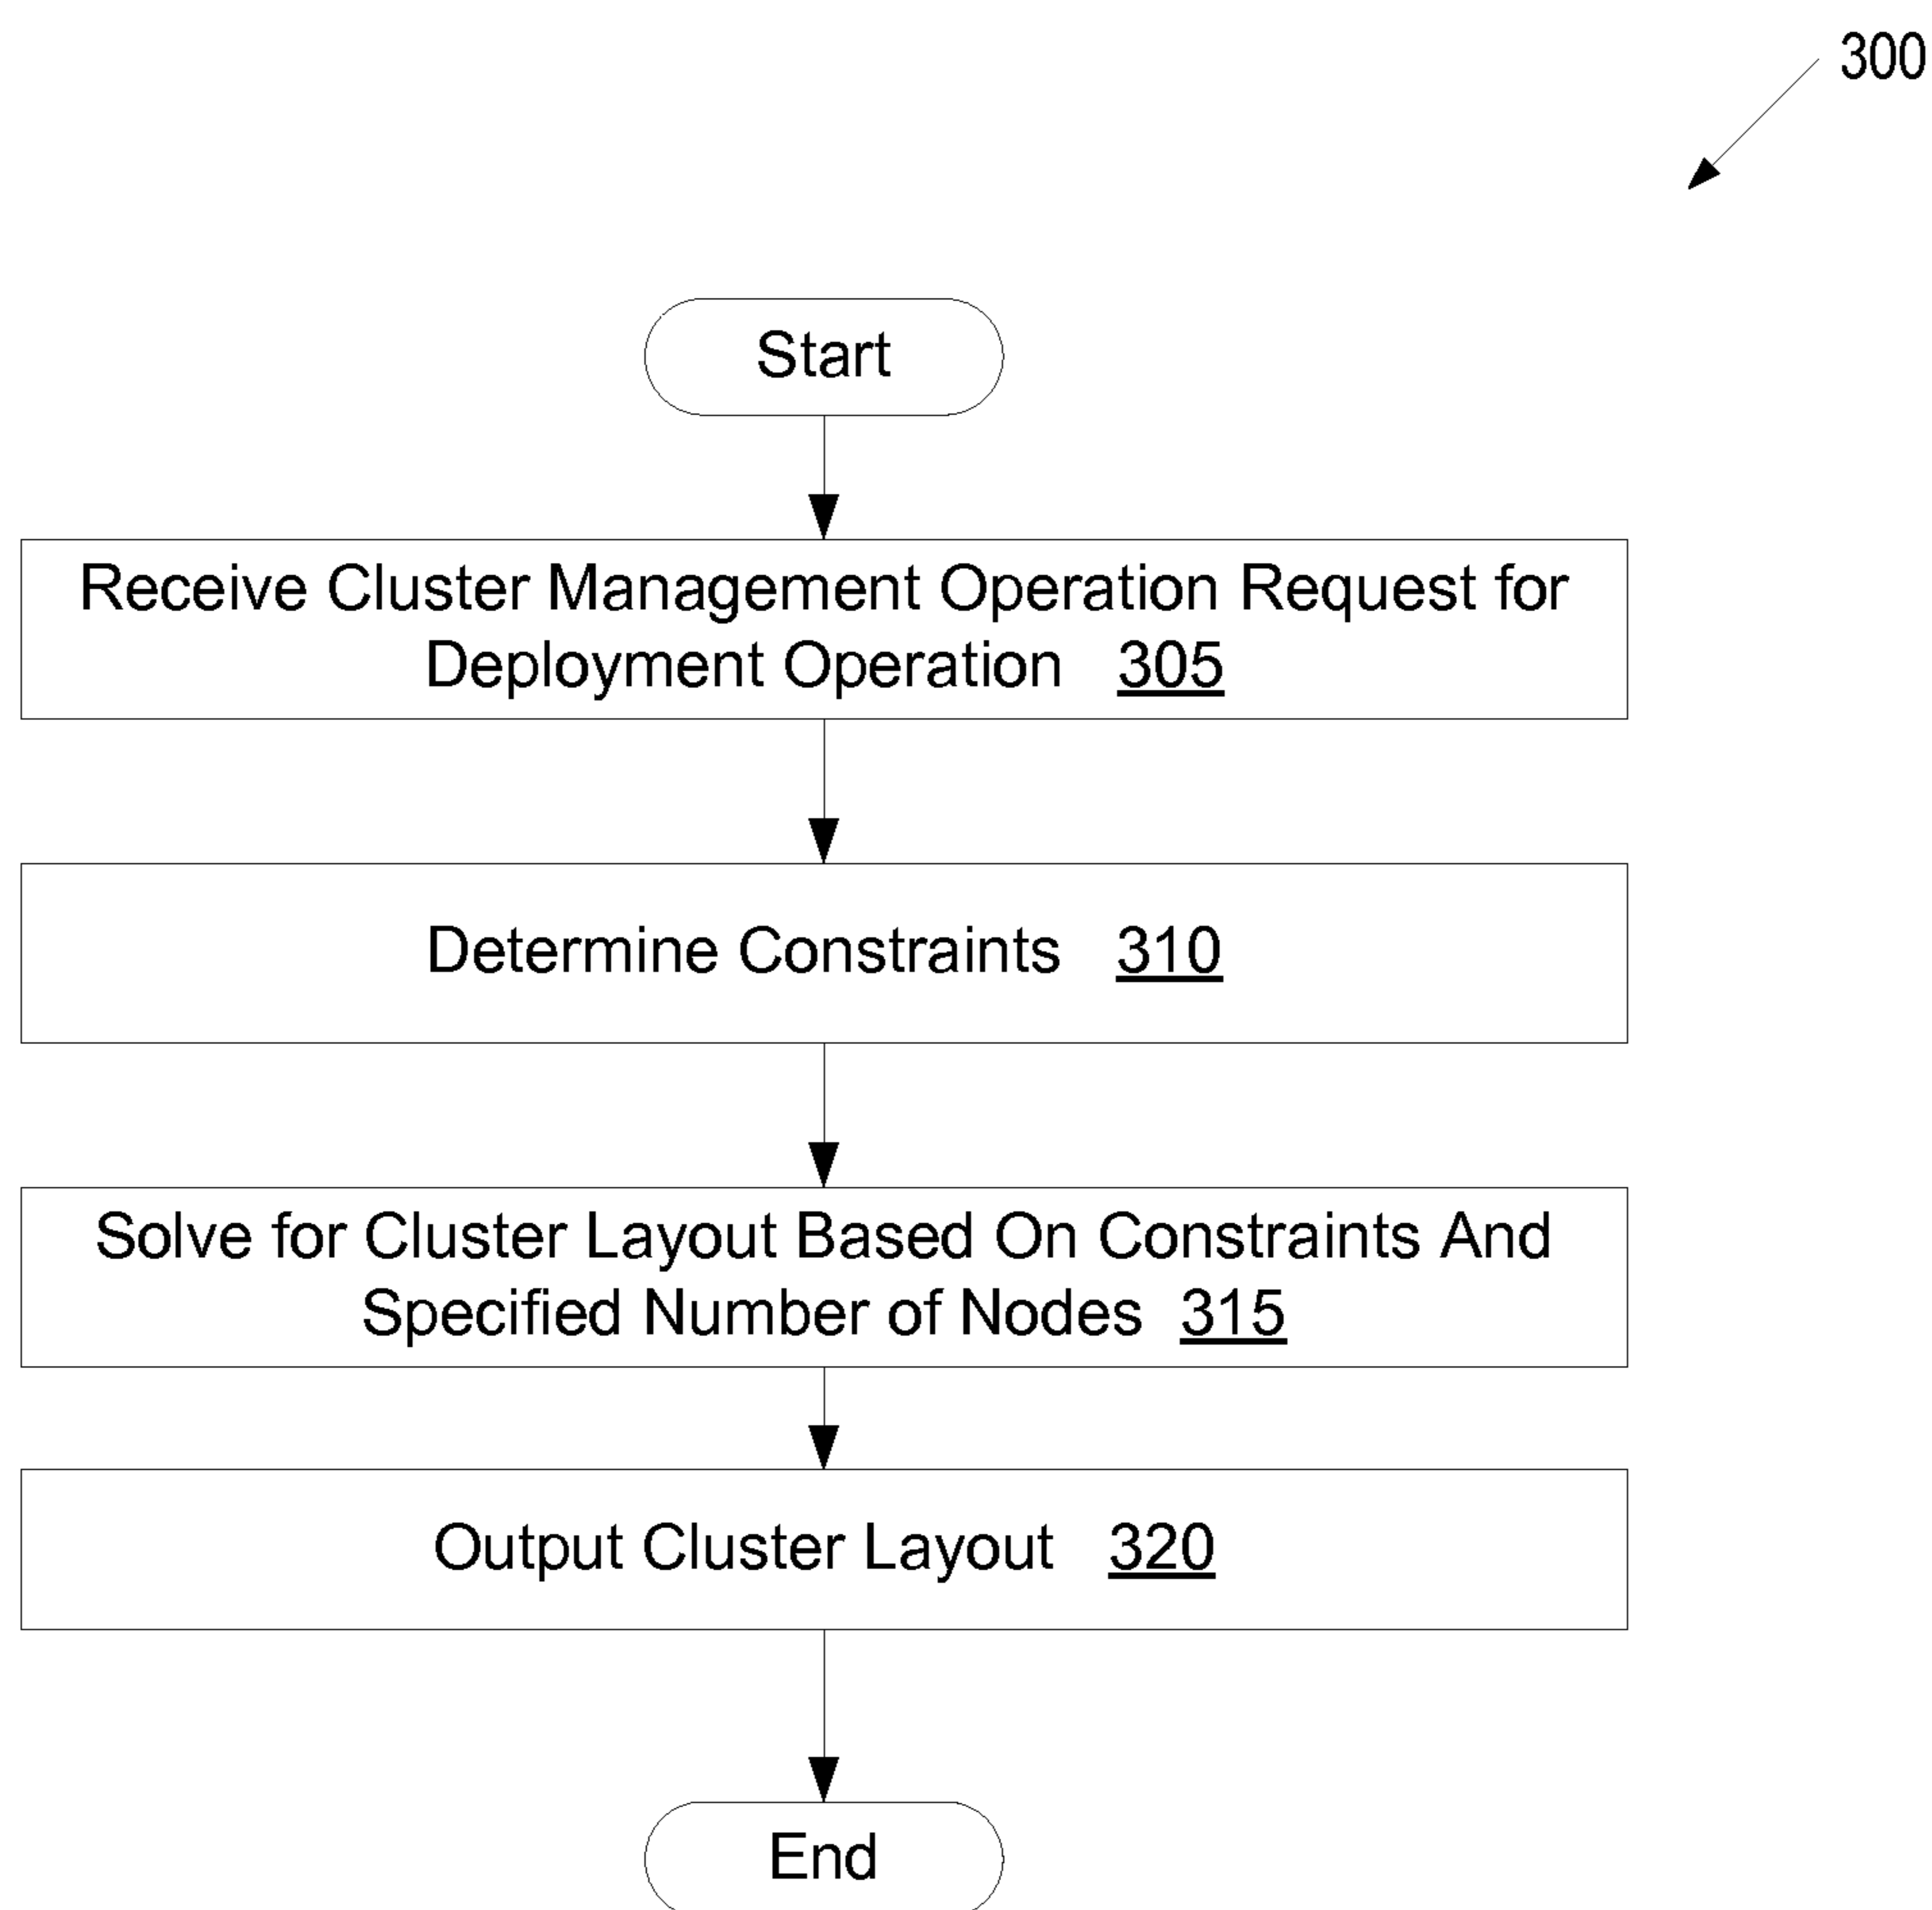 300
Start
Receive Cluster Management Operation Request for
Deployment Operation 305
Determine Constraints 310
Solve for Cluster Layout Based On Constraints And
Specified Number of Nodes 315
Output Cluster Layout 320
End